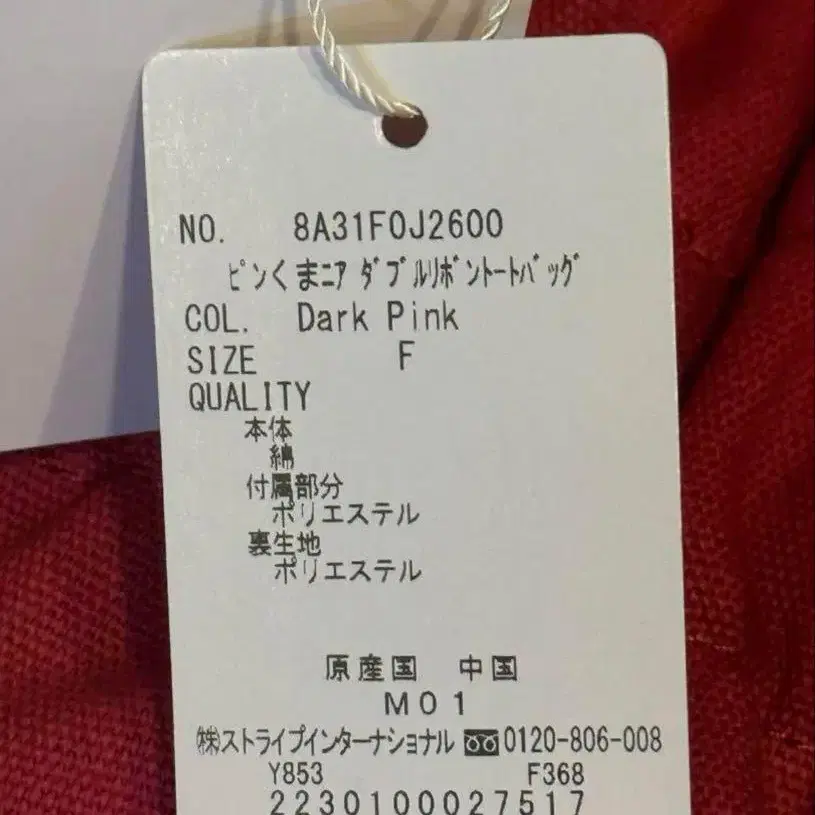 NO. 8A31F0J2600
ピンくまニア ダブルリボントートバッグ
COL. Dark Pink
SIZE F
QUALITY
本体
綿
付属部分
ポリエステル
裏生地
ポリエステル
原産国 中国
M01
㈱ストライプインターナショナル 0120-806-008
Y853 F368
2230100027517